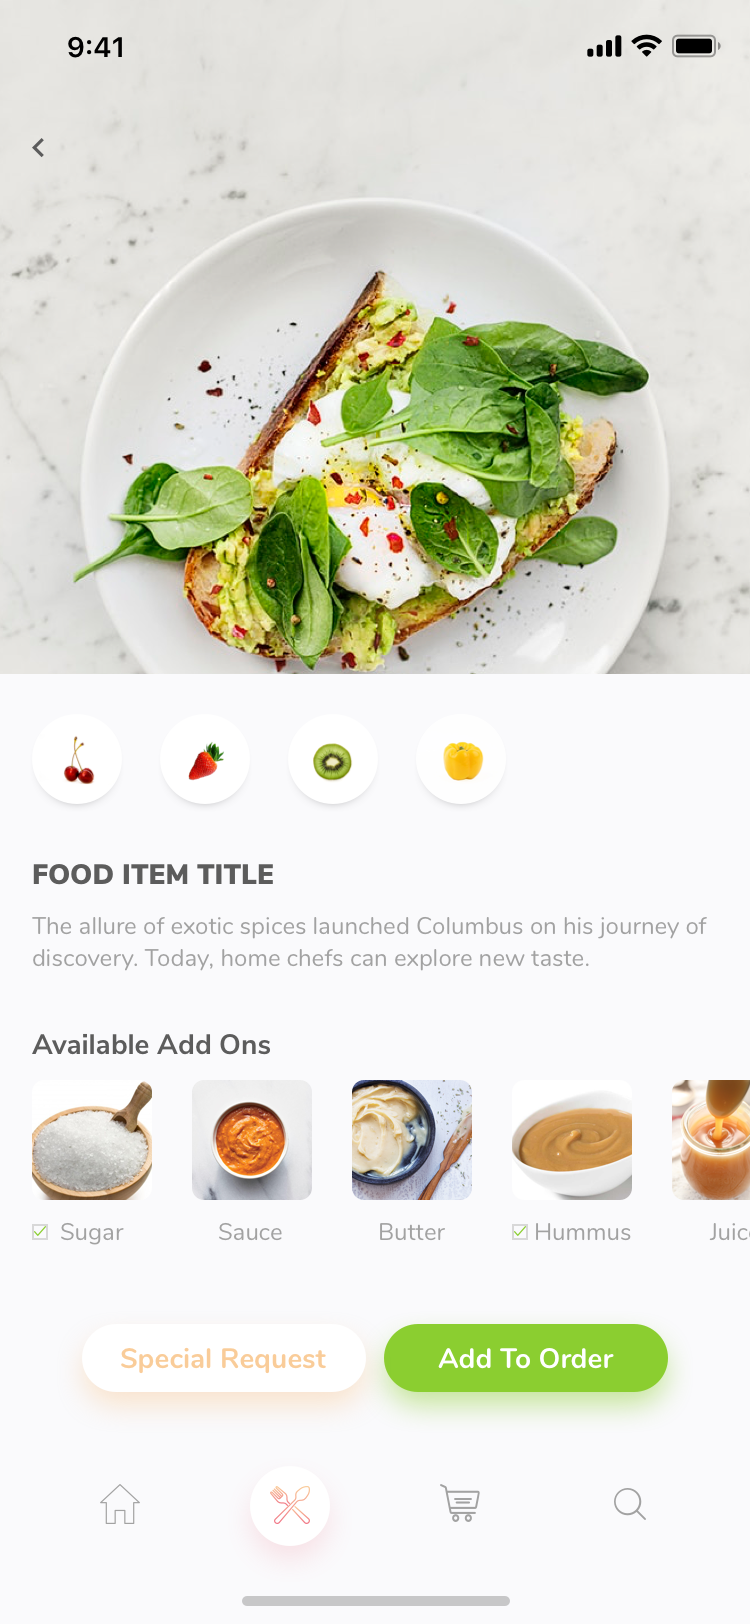 9:41
FOOD ITEM TITLE
The allure of exotic spices launched Columbus on his journey of
discovery. Today, home chefs can explore new taste.
Available Add Ons
Sugar
Sauce
Butter
Hummus
Special Request
Add To Order